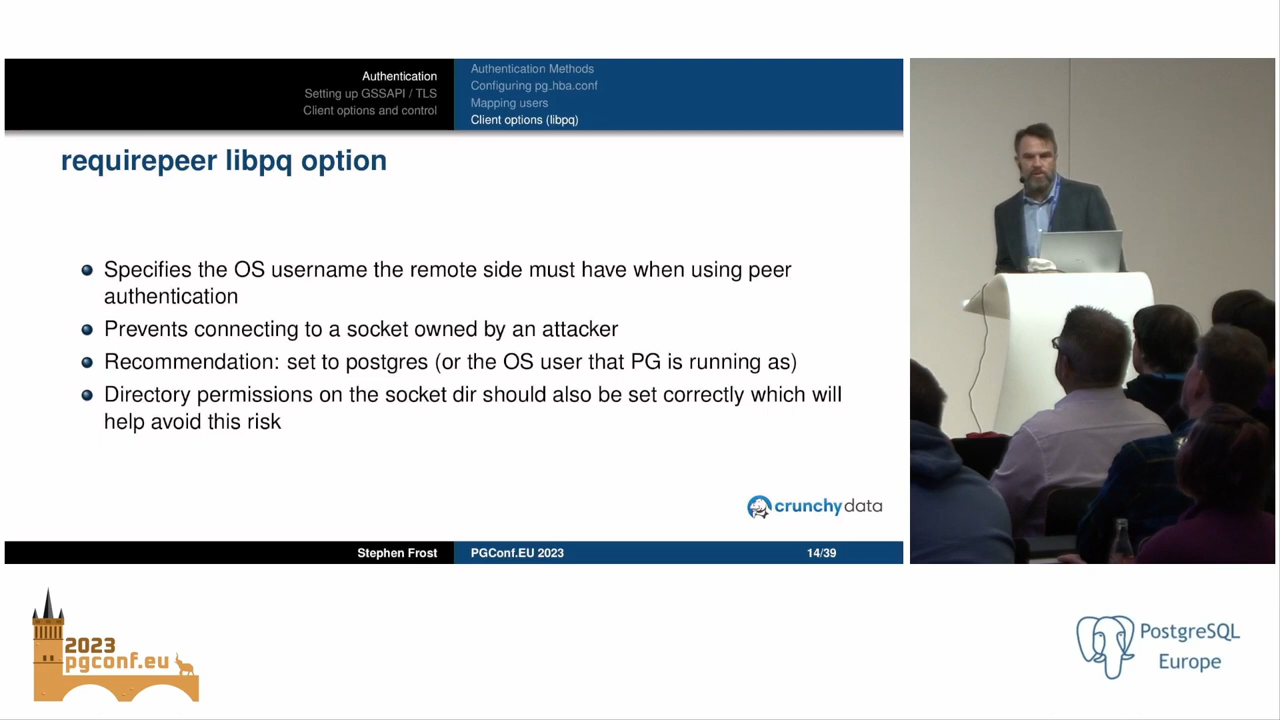 Authentication
Setting up GSSAPI / TLS
Client options and control
Authentication Methods
Configuring pg.hba.conf
Mapping users
Client options (libpq)
requirepeer libpq option
Specifies the OS username the remote side must have when using peer
authentication
Prevents connecting to a socket owned by an attacker
Recommendation: set to postgres (or the OS user that PG is running as)
Directory permissions on the socket dir should also be set correctly which will
help avoid this risk
crunchydata
Stephen Frost
PGConf.EU 2023
14/39
2023
pgconf.eu
PostgreSQL
Europe